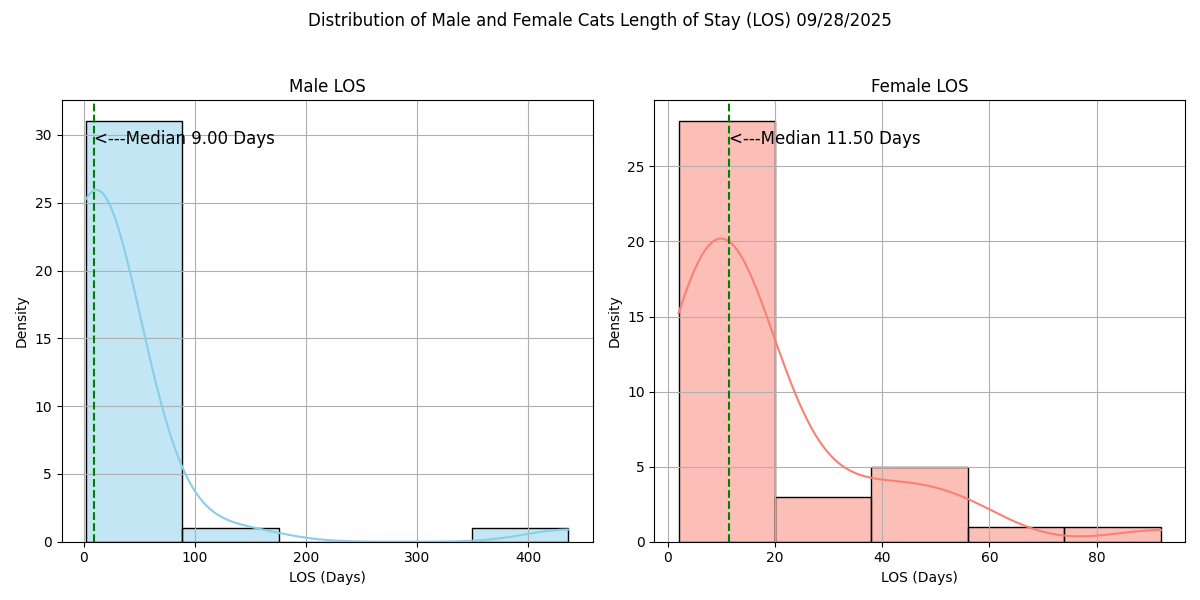 Distribution of Male and Female Cats Length of Stay (LOS) 09/28/2025
Male LOS
<---Median 9.00 Days
Density
30
25
20
15
10
5
0
0 100 200 300 400
LOS (Days)
Female LOS
<---Median 11.50 Days
Density
25
20
15
10
5
0
0 20 40 60 80
LOS (Days)